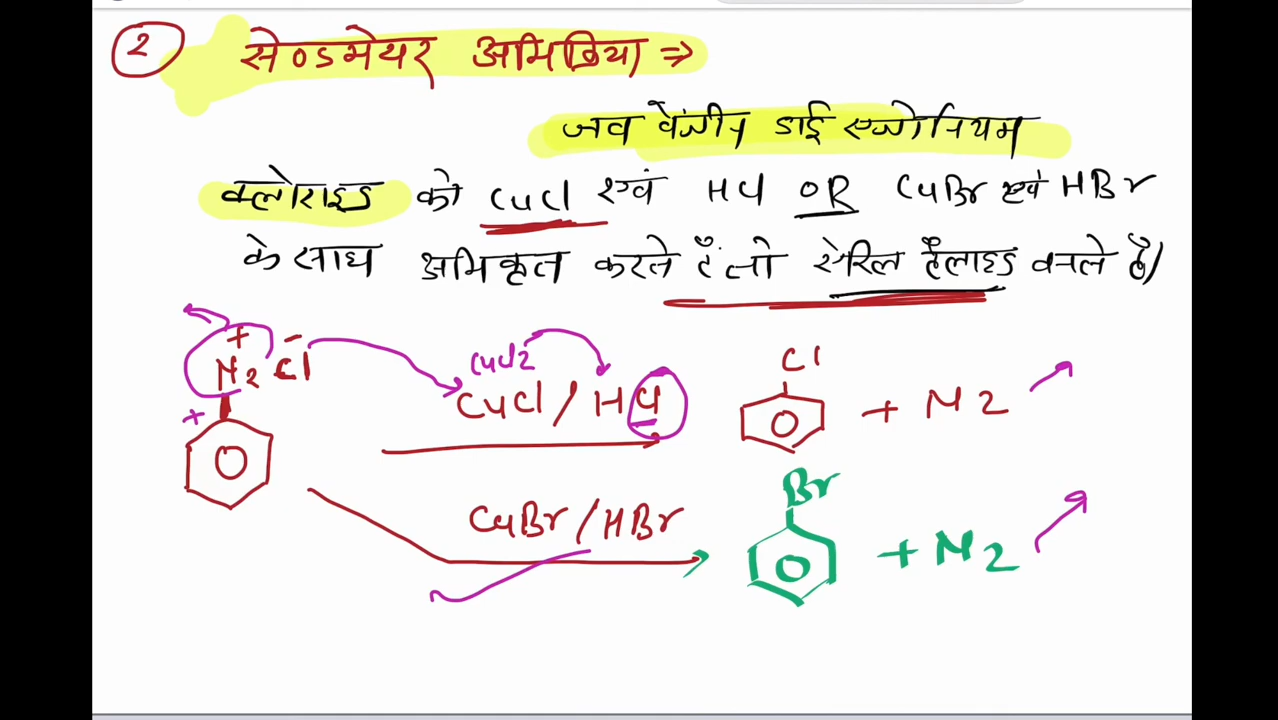 2 सेण्डमेयर अभिक्रिया ⇒
जब बेंजीन डाई एजोनियम
क्लोराइड को CuCl एवं HCl OR CuBr एवं HBr
के साथ अभिकृत करते हैं तो ऐरिल हैलाइड बनते है।
+ -
N2 Cl
+
CuCl2
CuCl / HCl
Cl
+ N2
CuBr / HBr
Br
+ N2